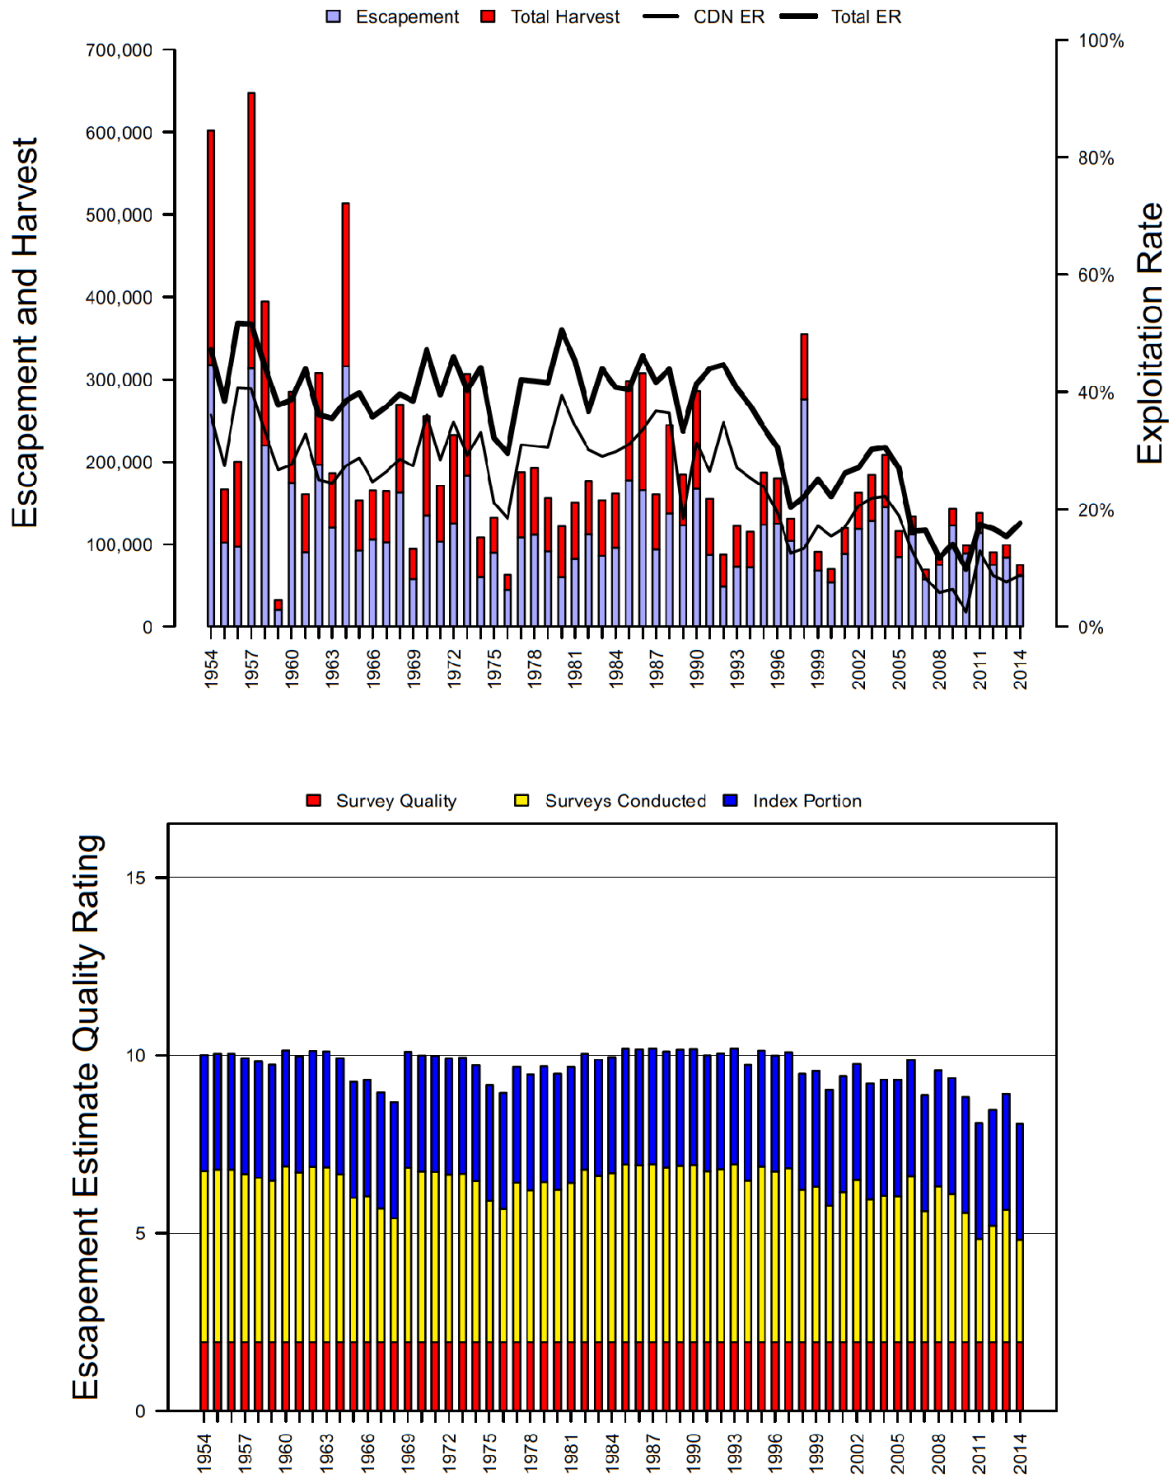 Escapement Total Harvest CDN ER Total ER
Escapement and Harvest
700,000
600,000
500,000
400,000
300,000
200,000
100,000
0
100%
80%
60%
40%
20%
0%
Exploitation Rate
1954 1957 1960 1963 1966 1969 1972 1975 1978 1981 1984 1987 1990 1993 1996 1999 2002 2005 2008 2011 2014
Survey Quality Surveys Conducted Index Portion
Escapement Estimate Quality Rating
15
10
5
0
1954 1957 1960 1963 1966 1969 1972 1975 1978 1981 1984 1987 1990 1993 1996 1999 2002 2005 2008 2011 2014